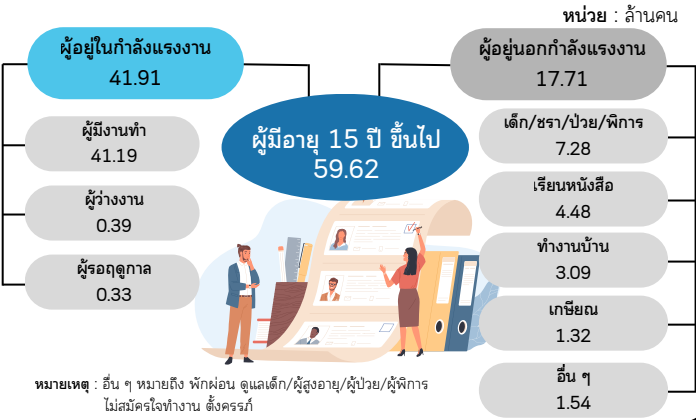 หน่วย : ล้านคน
ผู้อยู่ในกำลังแรงงาน
41.91
ผู้มีงานทำ
41.19
ผู้ว่างงาน
0.39
ผู้รอฤดูกาล
0.33
ผู้มีอายุ 15 ปี ขึ้นไป
59.62
ผู้อยู่นอกกำลังแรงงาน
17.71
เด็ก/ชรา/ป่วย/พิการ
7.28
เรียนหนังสือ
4.48
ทำงานบ้าน
3.09
เกษียณ
1.32
อื่น ๆ
1.54
หมายเหตุ : อื่น ๆ หมายถึง พักผ่อน ดูแลเด็ก/ผู้สูงอายุ/ผู้ป่วย/ผู้พิการ
ไม่สมัครใจทำงาน ตั้งครรภ์